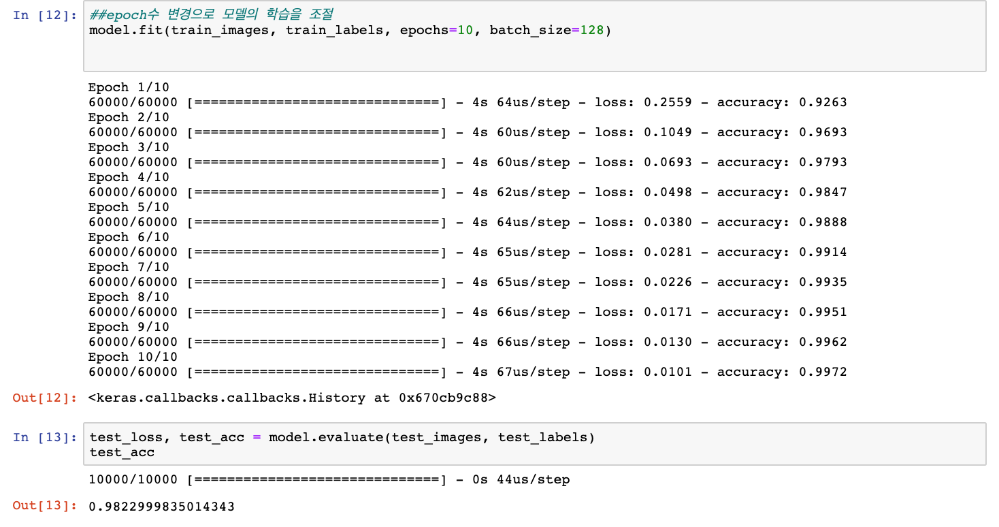 In [12]: ##epoch수 변경으로 모델의 학습을 조절
model.fit(train_images, train_labels, epochs=10, batch_size=128)
Epoch 1/10
60000/60000 [==============================] - 4s 64us/step - loss: 0.2559 - accuracy: 0.9263
Epoch 2/10
60000/60000 [==============================] - 4s 60us/step - loss: 0.1049 - accuracy: 0.9693
Epoch 3/10
60000/60000 [==============================] - 4s 60us/step - loss: 0.0693 - accuracy: 0.9793
Epoch 4/10
60000/60000 [==============================] - 4s 62us/step - loss: 0.0498 - accuracy: 0.9847
Epoch 5/10
60000/60000 [==============================] - 4s 64us/step - loss: 0.0380 - accuracy: 0.9888
Epoch 6/10
60000/60000 [==============================] - 4s 65us/step - loss: 0.0281 - accuracy: 0.9914
Epoch 7/10
60000/60000 [==============================] - 4s 65us/step - loss: 0.0226 - accuracy: 0.9935
Epoch 8/10
60000/60000 [==============================] - 4s 66us/step - loss: 0.0171 - accuracy: 0.9951
Epoch 9/10
60000/60000 [==============================] - 4s 66us/step - loss: 0.0130 - accuracy: 0.9962
Epoch 10/10
60000/60000 [==============================] - 4s 67us/step - loss: 0.0101 - accuracy: 0.9972
Out[12]: <keras.callbacks.callbacks.History at 0x670cb9c88>
In [13]: test_loss, test_acc = model.evaluate(test_images, test_labels)
test_acc
10000/10000 [==============================] - 0s 44us/step
Out[13]: 0.9822999835014343